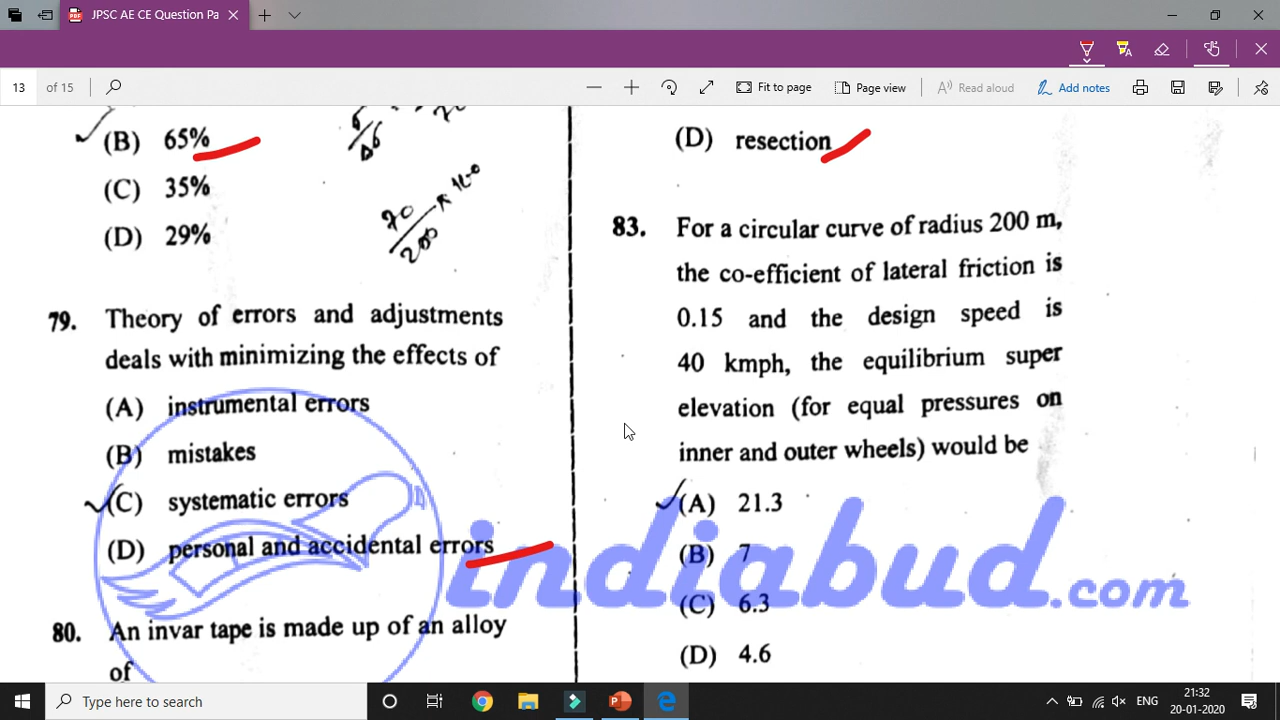 JPSC AE CE Question Pa
13 of 15
Fit to page
Page view
Read aloud
Add notes
(B) 65%
(C) 35%
(D) 29%
70
200
79. Theory of errors and adjustments
deals with minimizing the effects of
(A) instrumental errors
(B) mistakes
(C) systematic errors
(D) personal and accidental errors
80. An invar tape is made up of an alloy
of
(D) resection
83. For a circular curve of radius 200 m,
the co-efficient of lateral friction is
0.15 and the design speed is
40 kmph, the equilibrium super
elevation (for equal pressures on
inner and outer wheels) would be
(A) 21.3
(B) 7
(C) 6.3
(D) 4.6
indiabud.com
Type here to search
ENG
21:32
20-01-2020